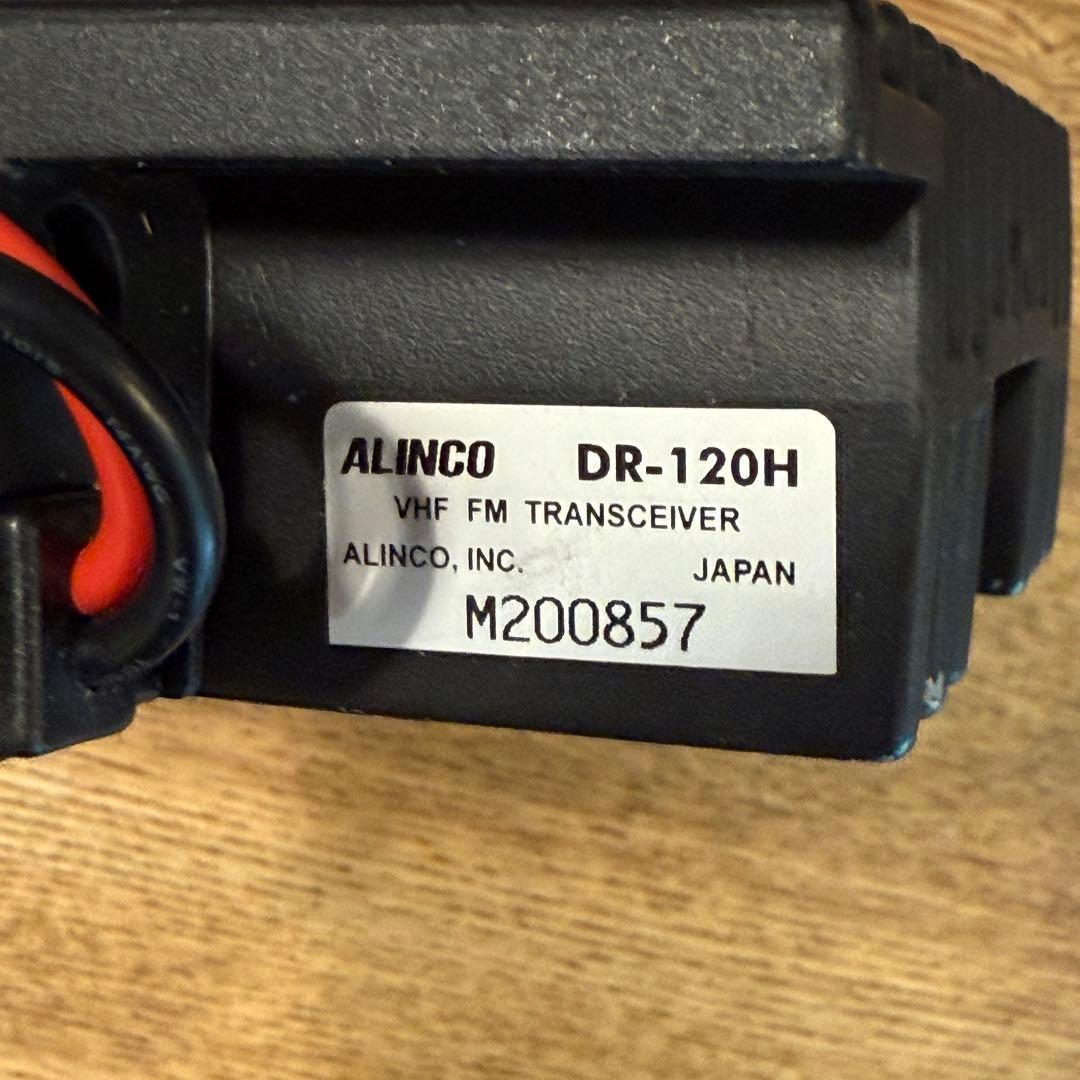 ALINCO DR-120H
VHF FM TRANSCEIVER
ALINCO, INC. JAPAN
M200857